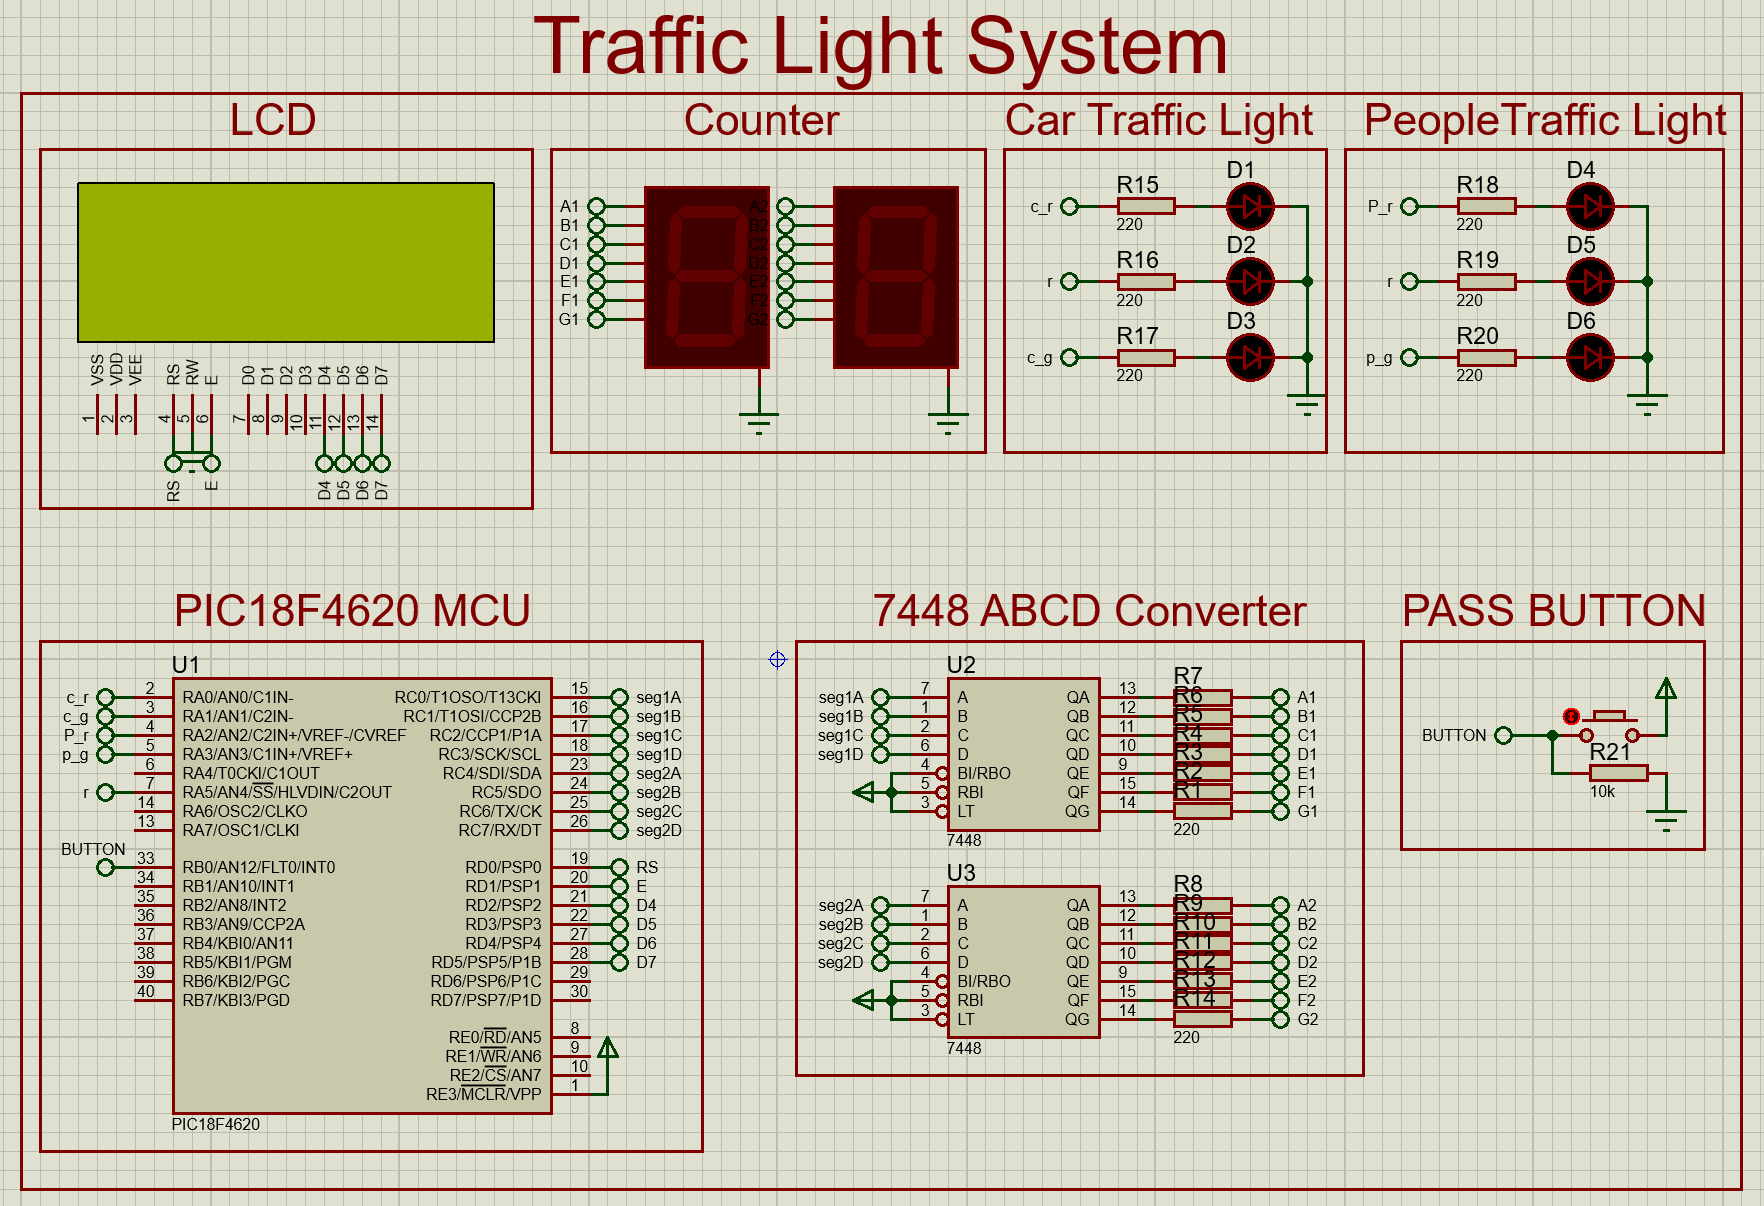 Traffic Light System
LCD
Counter
Car Traffic Light
PeopleTraffic Light
VSS
VDD
VEE
RS
RW
E
D0
D1
D2
D3
D4
D5
D6
D7
1
2
3
4
5
6
7
8
9
10
11
12
13
14
RS
E
D4
D5
D6
D7
A1
B1
C1
D1
E1
F1
G1
A2
B2
C2
D2
E2
F2
G2
c_r
R15
220
D1
r
R16
220
D2
c_g
R17
220
D3
P_r
R18
220
D4
r
R19
220
D5
p_g
R20
220
D6
PIC18F4620 MCU
7448 ABCD Converter
PASS BUTTON
U1
c_r 2 RA0/AN0/C1IN-
c_g 3 RA1/AN1/C2IN-
P_r 4 RA2/AN2/C2IN+/VREF-/CVREF
p_g 5 RA3/AN3/C1IN+/VREF+
6 RA4/T0CKI/C1OUT
r 7 RA5/AN4/SS/HLVDIN/C2OUT
14 RA6/OSC2/CLKO
13 RA7/OSC1/CLKI
BUTTON
33 RB0/AN12/FLT0/INT0
34 RB1/AN10/INT1
35 RB2/AN8/INT2
36 RB3/AN9/CCP2A
37 RB4/KBI0/AN11
38 RB5/KBI1/PGM
39 RB6/KBI2/PGC
40 RB7/KBI3/PGD
RC0/T1OSO/T13CKI 15 seg1A
RC1/T1OSI/CCP2B 16 seg1B
RC2/CCP1/P1A 17 seg1C
RC3/SCK/SCL 18 seg1D
RC4/SDI/SDA 23 seg2A
RC5/SDO 24 seg2B
RC6/TX/CK 25 seg2C
RC7/RX/DT 26 seg2D
RD0/PSP0 19 RS
RD1/PSP1 20 E
RD2/PSP2 21 D4
RD3/PSP3 22 D5
RD4/PSP4 27 D6
RD5/PSP5/P1B 28 D7
RD6/PSP6/P1C 29
RD7/PSP7/P1D 30
RE0/RD/AN5 8
RE1/WR/AN6 9
RE2/CS/AN7 10
RE3/MCLR/VPP 1
PIC18F4620
U2
R7
seg1A 7 A QA 13 R6 A1
seg1B 1 B QB 12 R5 B1
seg1C 2 C QC 11 R4 C1
seg1D 6 D QD 10 R3 D1
4 BI/RBO QE 9 R2 E1
5 RBI QF 15 R1 F1
3 LT QG 14 G1
7448
220
U3
R8
seg2A 7 A QA 13 R9 A2
seg2B 1 B QB 12 R10 B2
seg2C 2 C QC 11 R11 C2
seg2D 6 D QD 10 R12 D2
4 BI/RBO QE 9 R13 E2
5 RBI QF 15 R14 F2
3 LT QG 14 G2
7448
220
BUTTON
R21
10k